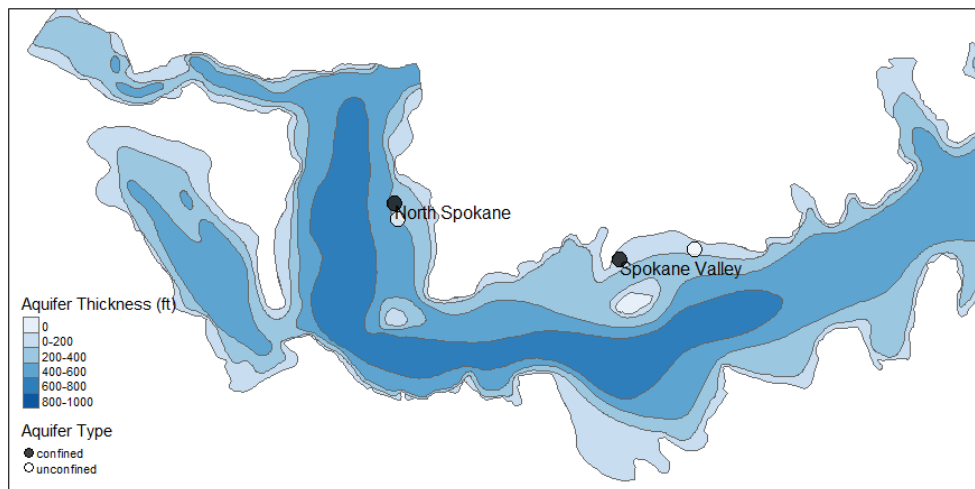 North Spokane
Spokane Valley
Aquifer Thickness (ft)
0
0-200
200-400
400-600
600-800
800-1000
Aquifer Type
confined
unconfined